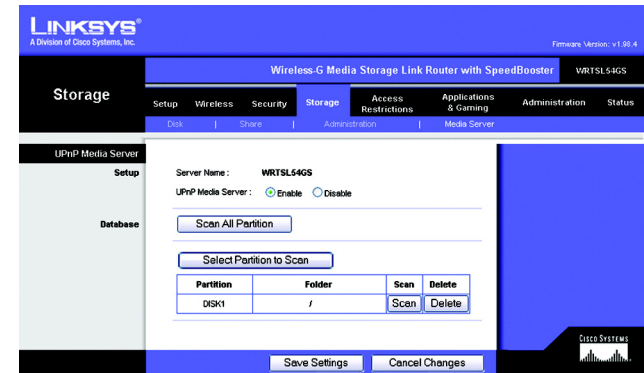 LINKSYS®
A Division of Cisco Systems, Inc.
Firmware Version: v1.98.4
Wireless-G Media Storage Link Router with SpeedBooster WRTSL54GS
Storage
Setup Wireless Security Storage Access Restrictions Applications & Gaming Administration Status
Disk | Share | Administration | Media Server
UPnP Media Server
Setup
Server Name : WRTSL54GS
UPnP Media Server : Enable Disable
Database
Scan All Partition
Select Partition to Scan
Partition Folder Scan Delete
DISK1 / Scan Delete
CISCO SYSTEMS
Save Settings Cancel Changes